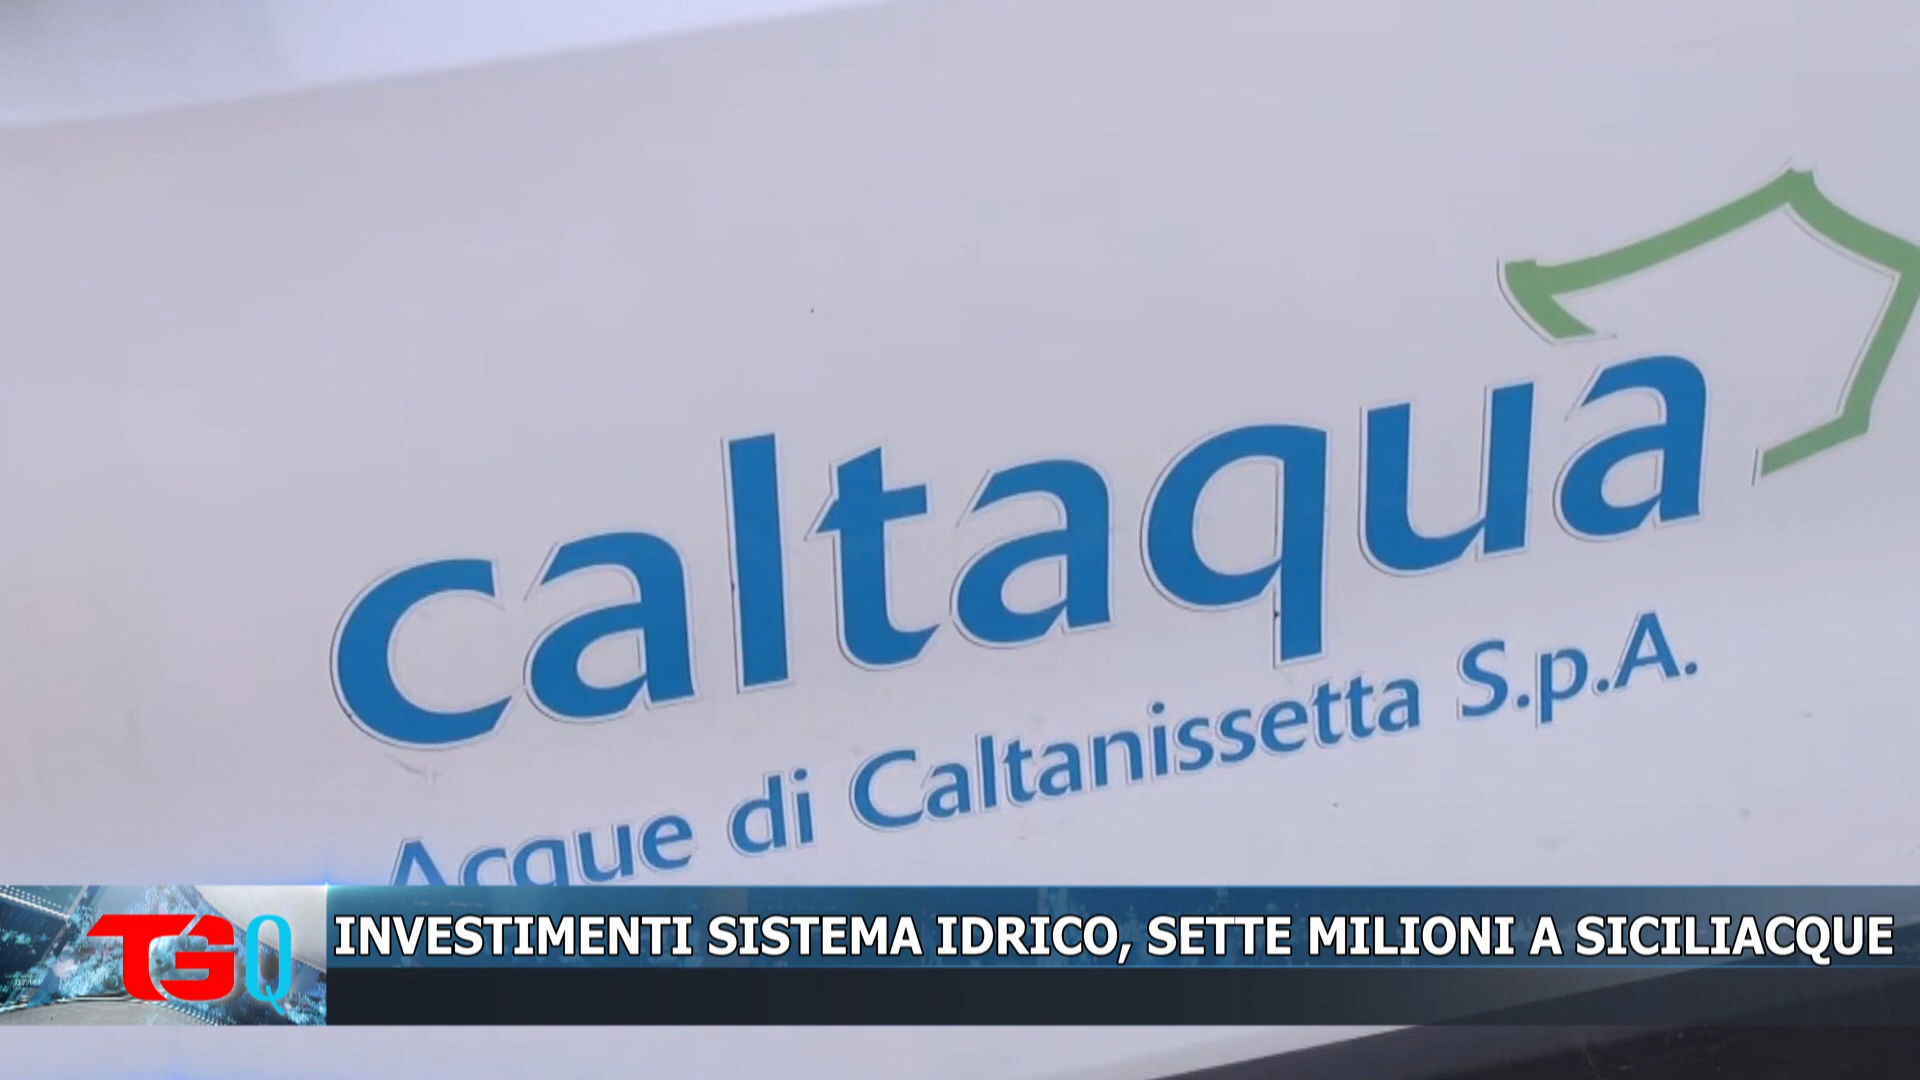 caltaqua
Acque di Caltanissetta S.p.A.
TGQ
INVESTIMENTI SISTEMA IDRICO, SETTE MILIONI A SICILIACQUE